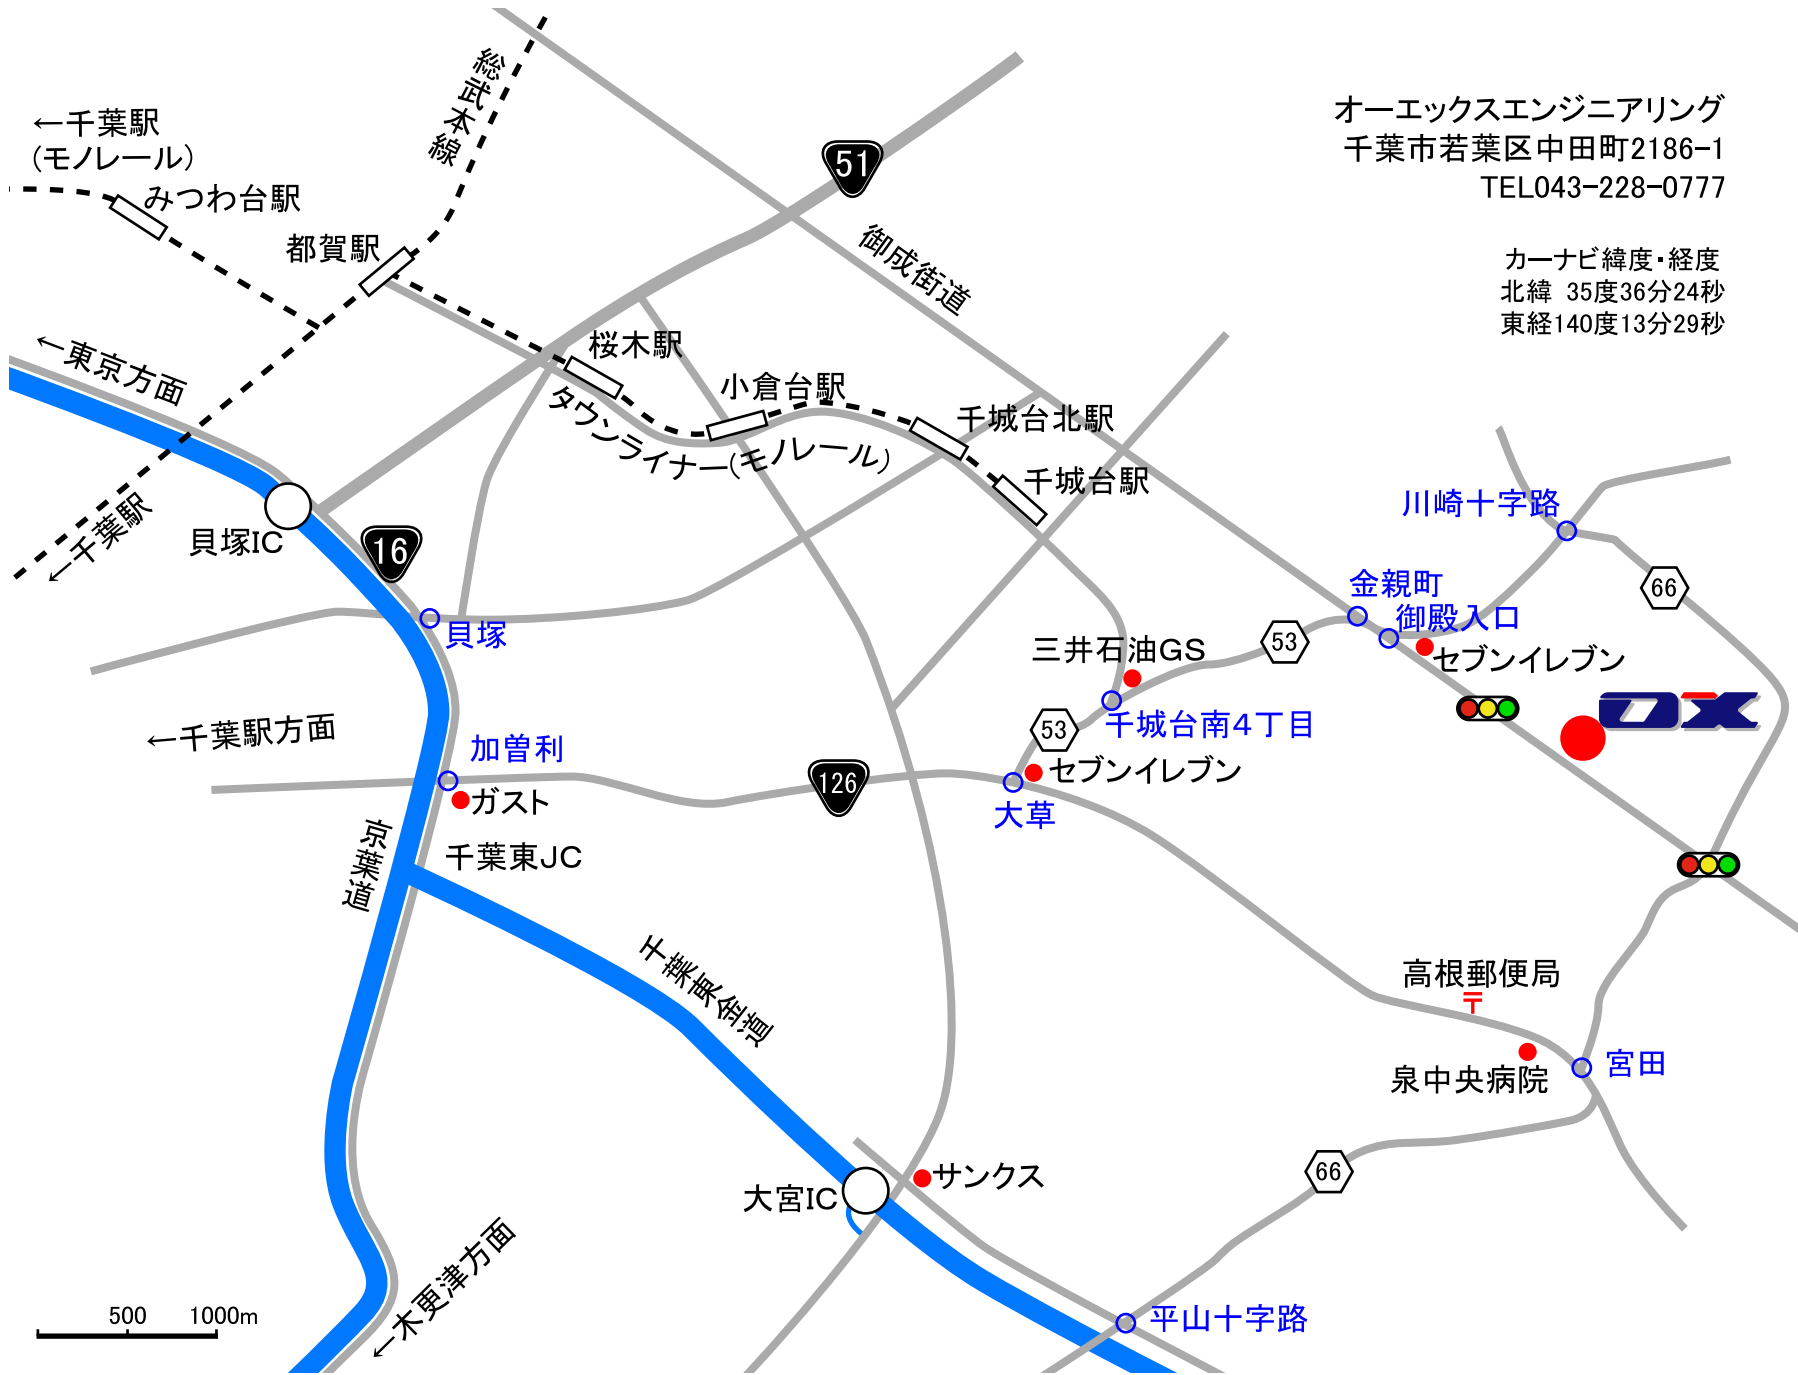 総武本線
←千葉駅
(モノレール)
みつわ台駅
都賀駅
51
オーエックスエンジニアリング
千葉市若葉区中田町2186-1
TEL043-228-0777
カーナビ緯度・経度
北緯 35度36分24秒
東経140度13分29秒
御成街道
←東京方面
桜木駅
小倉台駅
千城台北駅
千城台駅
タウンライナー(モノレール)
←千葉駅
貝塚IC
16
貝塚
川崎十字路
66
金親町
御殿入口
セブンイレブン
53
三井石油GS
OX
千城台南4丁目
53
セブンイレブン
大草
←千葉駅方面
加曽利
ガスト
126
千葉東JC
京葉道
千葉東金道
高根郵便局
〒
泉中央病院
宮田
66
サンクス
大宮IC
←木更津方面
平山十字路
500 1000m